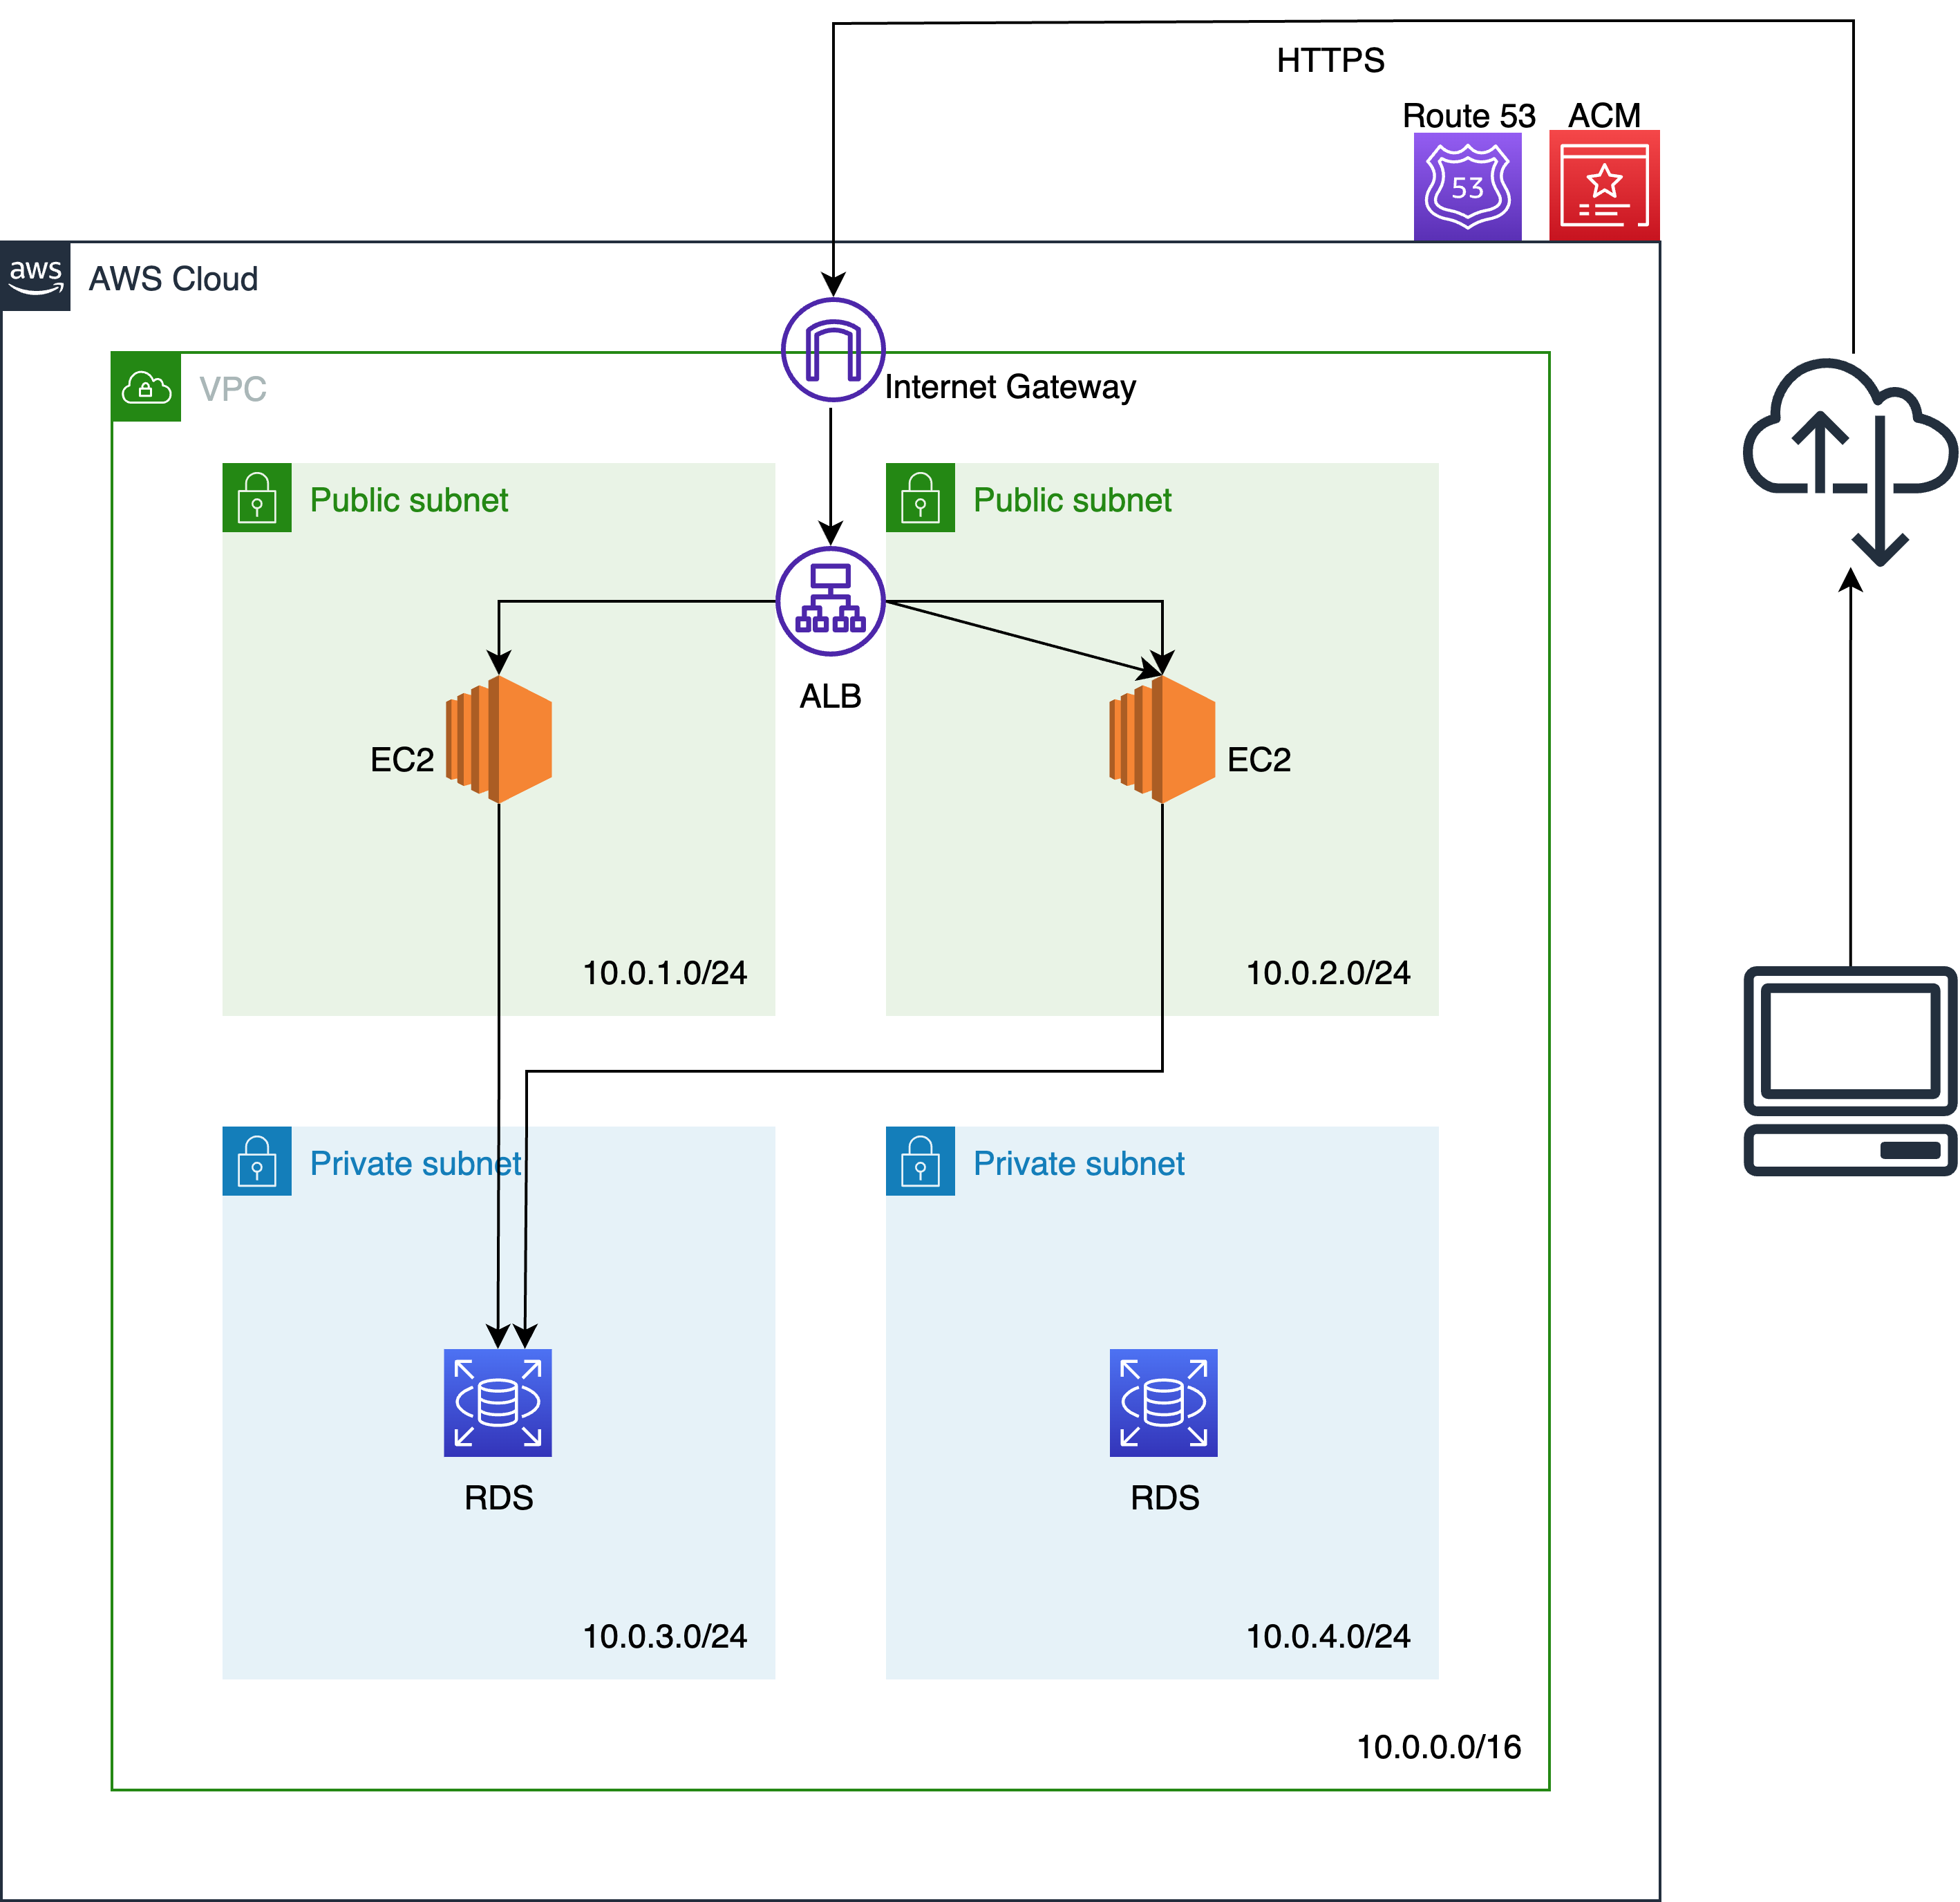 HTTPS
Route 53
ACM
53
aws
AWS Cloud
VPC
Internet Gateway
Public subnet
Public subnet
ALB
EC2
EC2
10.0.1.0/24
10.0.2.0/24
Private subnet
Private subnet
RDS
RDS
10.0.3.0/24
10.0.4.0/24
10.0.0.0/16